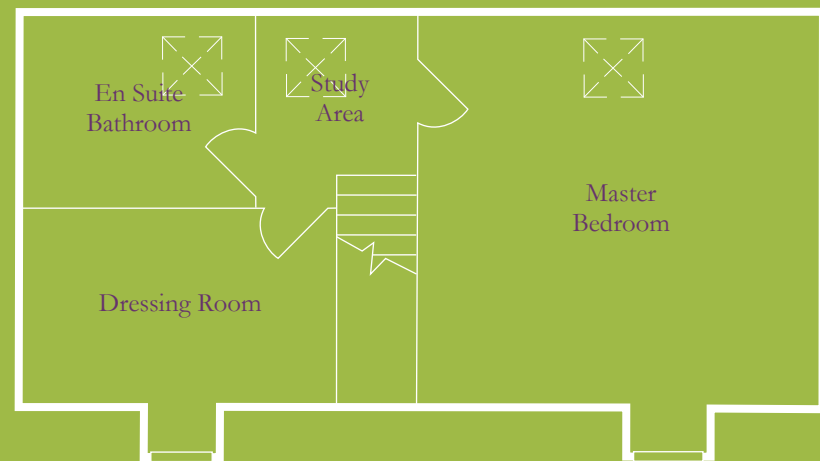 En Suite
Bathroom
Study
Area
Master
Bedroom
Dressing Room